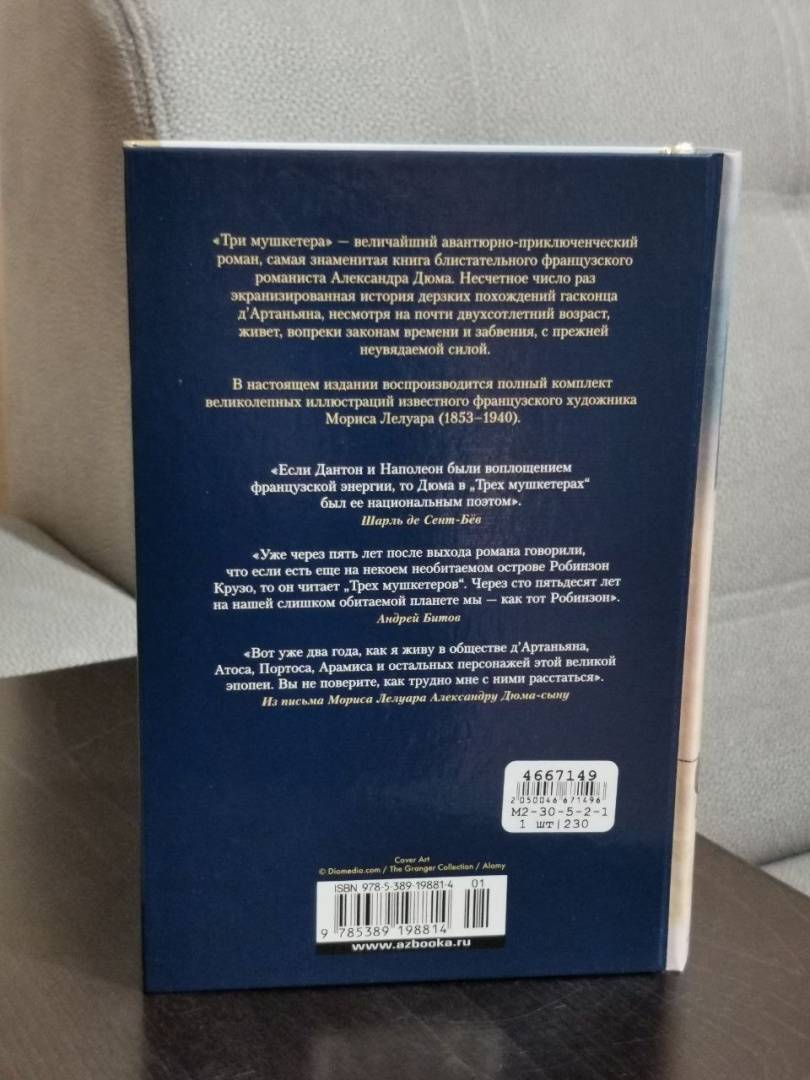 «Три мушкетера» — величайший авантюрно-приключенческий
роман, самая знаменитая книга блистательного французского
романиста Александра Дюма. Несчетное число раз
экранизированная история дерзких похождений гасконца
д’Артаньяна, несмотря на почти двухсотлетний возраст,
живет, вопреки законам времени и забвения, с прежней
неувядаемой силой.
В настоящем издании воспроизводится полный комплект
великолепных иллюстраций известного французского художника
Мориса Лелуара (1853–1940).
«Если Дантон и Наполеон были воплощением
французской энергии, то Дюма в „Трех мушкетерах“
был ее национальным поэтом».
Шарль де Сент-Бёв
«Уже через пять лет после выхода романа говорили,
что если есть еще на некоем необитаемом острове Робинзон
Крузо, то он читает „Трех мушкетеров“. Через сто пятьдесят лет
на нашей слишком обитаемой планете мы — как тот Робинзон».
Андрей Битов
«Вот уже два года, как я живу в обществе д’Артаньяна,
Атоса, Портоса, Арамиса и остальных персонажей этой великой
эпопеи. Вы не поверите, как трудно мне с ними расстаться».
Из письма Мориса Лелуара Александру Дюма-сыну
4667149
2 050046 671496
М2-30-5-2-1
1 шт|230
Cover Art
© Diomedia.com / The Granger Collection / Alamy
ISBN 978-5-389-19881-4 01
9 785389 198814
www.azbooka.ru